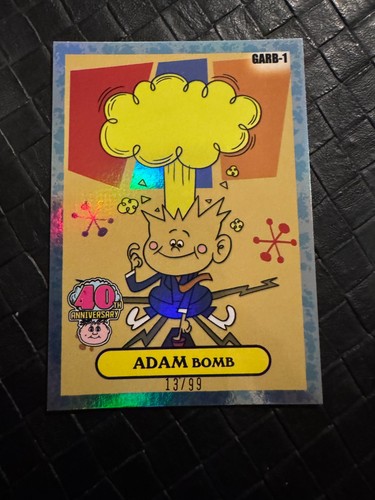 GARB-1
40TH
ANNIVERSARY
ADAM BOMB
13/99